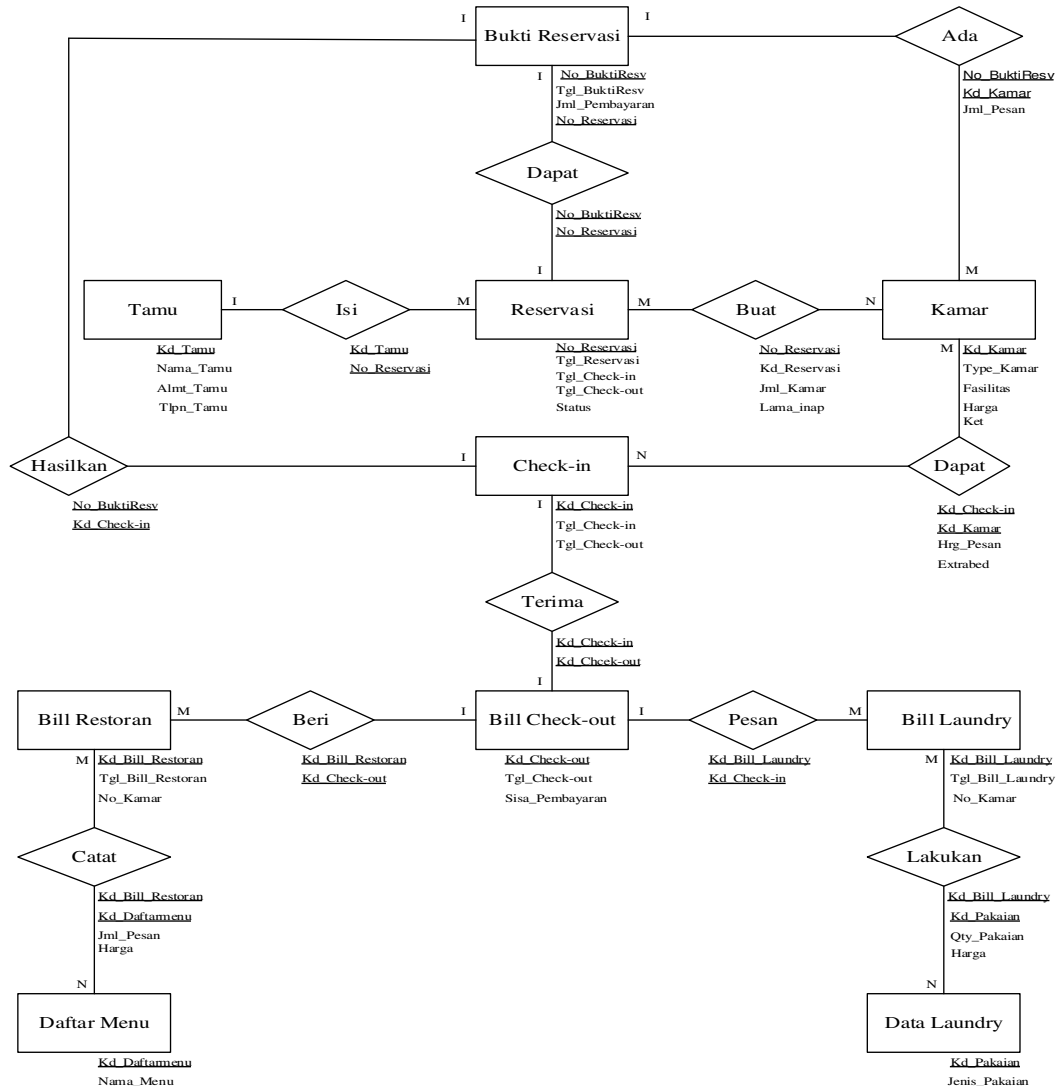 I
I
Bukti Reservasi
Ada
I
No_BuktiResv
Tgl_BuktiResv
Jml_Pembayaran
No_Reservasi
No_BuktiResv
Kd_Kamar
Jml_Pesan
Dapat
No_BuktiResv
No_Reservasi
I
M
Tamu
I
Isi
M
Reservasi
M
Buat
N
Kamar
Kd_Tamu
Nama_Tamu
Almt_Tamu
Tlpn_Tamu
Kd_Tamu
No_Reservasi
No_Reservasi
Tgl_Reservasi
Tgl_Check-in
Tgl_Check-out
Status
No_Reservasi
Kd_Reservasi
Jml_Kamar
Lama_inap
M
Kd_Kamar
Type_Kamar
Fasilitas
Harga
Ket
Hasilkan
I
Check-in
N
Dapat
No_BuktiResv
Kd_Check-in
I
Kd_Check-in
Tgl_Check-in
Tgl_Check-out
Kd_Check-in
Kd_Kamar
Hrg_Pesan
Extrabed
Terima
Kd_Check-in
Kd_Chcek-out
I
Bill Restoran
M
Beri
I
Bill Check-out
I
Pesan
M
Bill Laundry
M
Kd_Bill_Restoran
Tgl_Bill_Restoran
No_Kamar
Kd_Bill_Restoran
Kd_Check-out
Kd_Check-out
Tgl_Check-out
Sisa_Pembayaran
Kd_Bill_Laundry
Kd_Check-in
M
Kd_Bill_Laundry
Tgl_Bill_Laundry
No_Kamar
Catat
Lakukan
Kd_Bill_Restoran
Kd_Daftarmenu
Jml_Pesan
Harga
Kd_Bill_Laundry
Kd_Pakaian
Qty_Pakaian
Harga
N
N
Daftar Menu
Data Laundry
Kd_Daftarmenu
Nama_Menu
Kd_Pakaian
Jenis_Pakaian